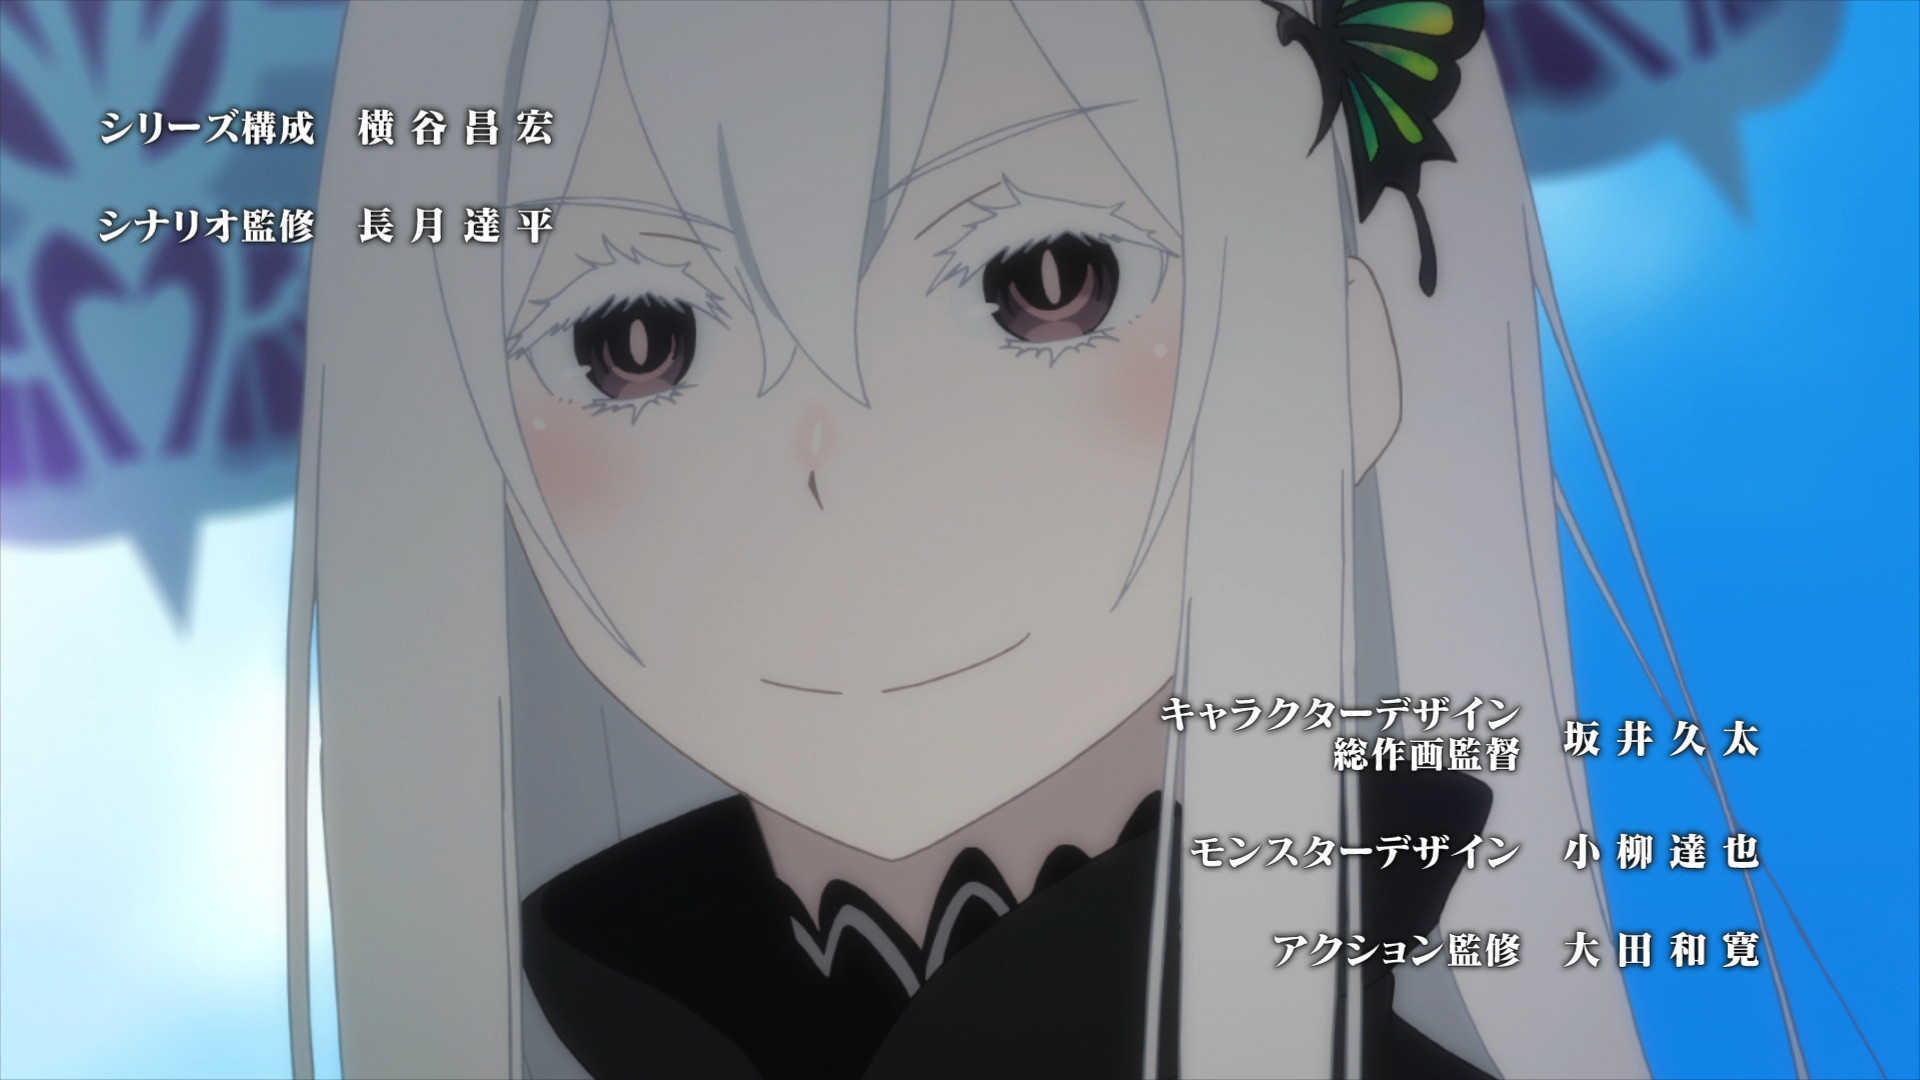 シリーズ構成 横谷昌宏
シナリオ監修 長月達平
キャラクターデザイン
総作画監督 坂井久太
モンスターデザイン 小柳達也
アクション監修 大田和寛